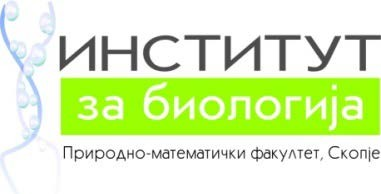 ИНСТИТУТ
за биологија
Природно-математички факултет, Скопје